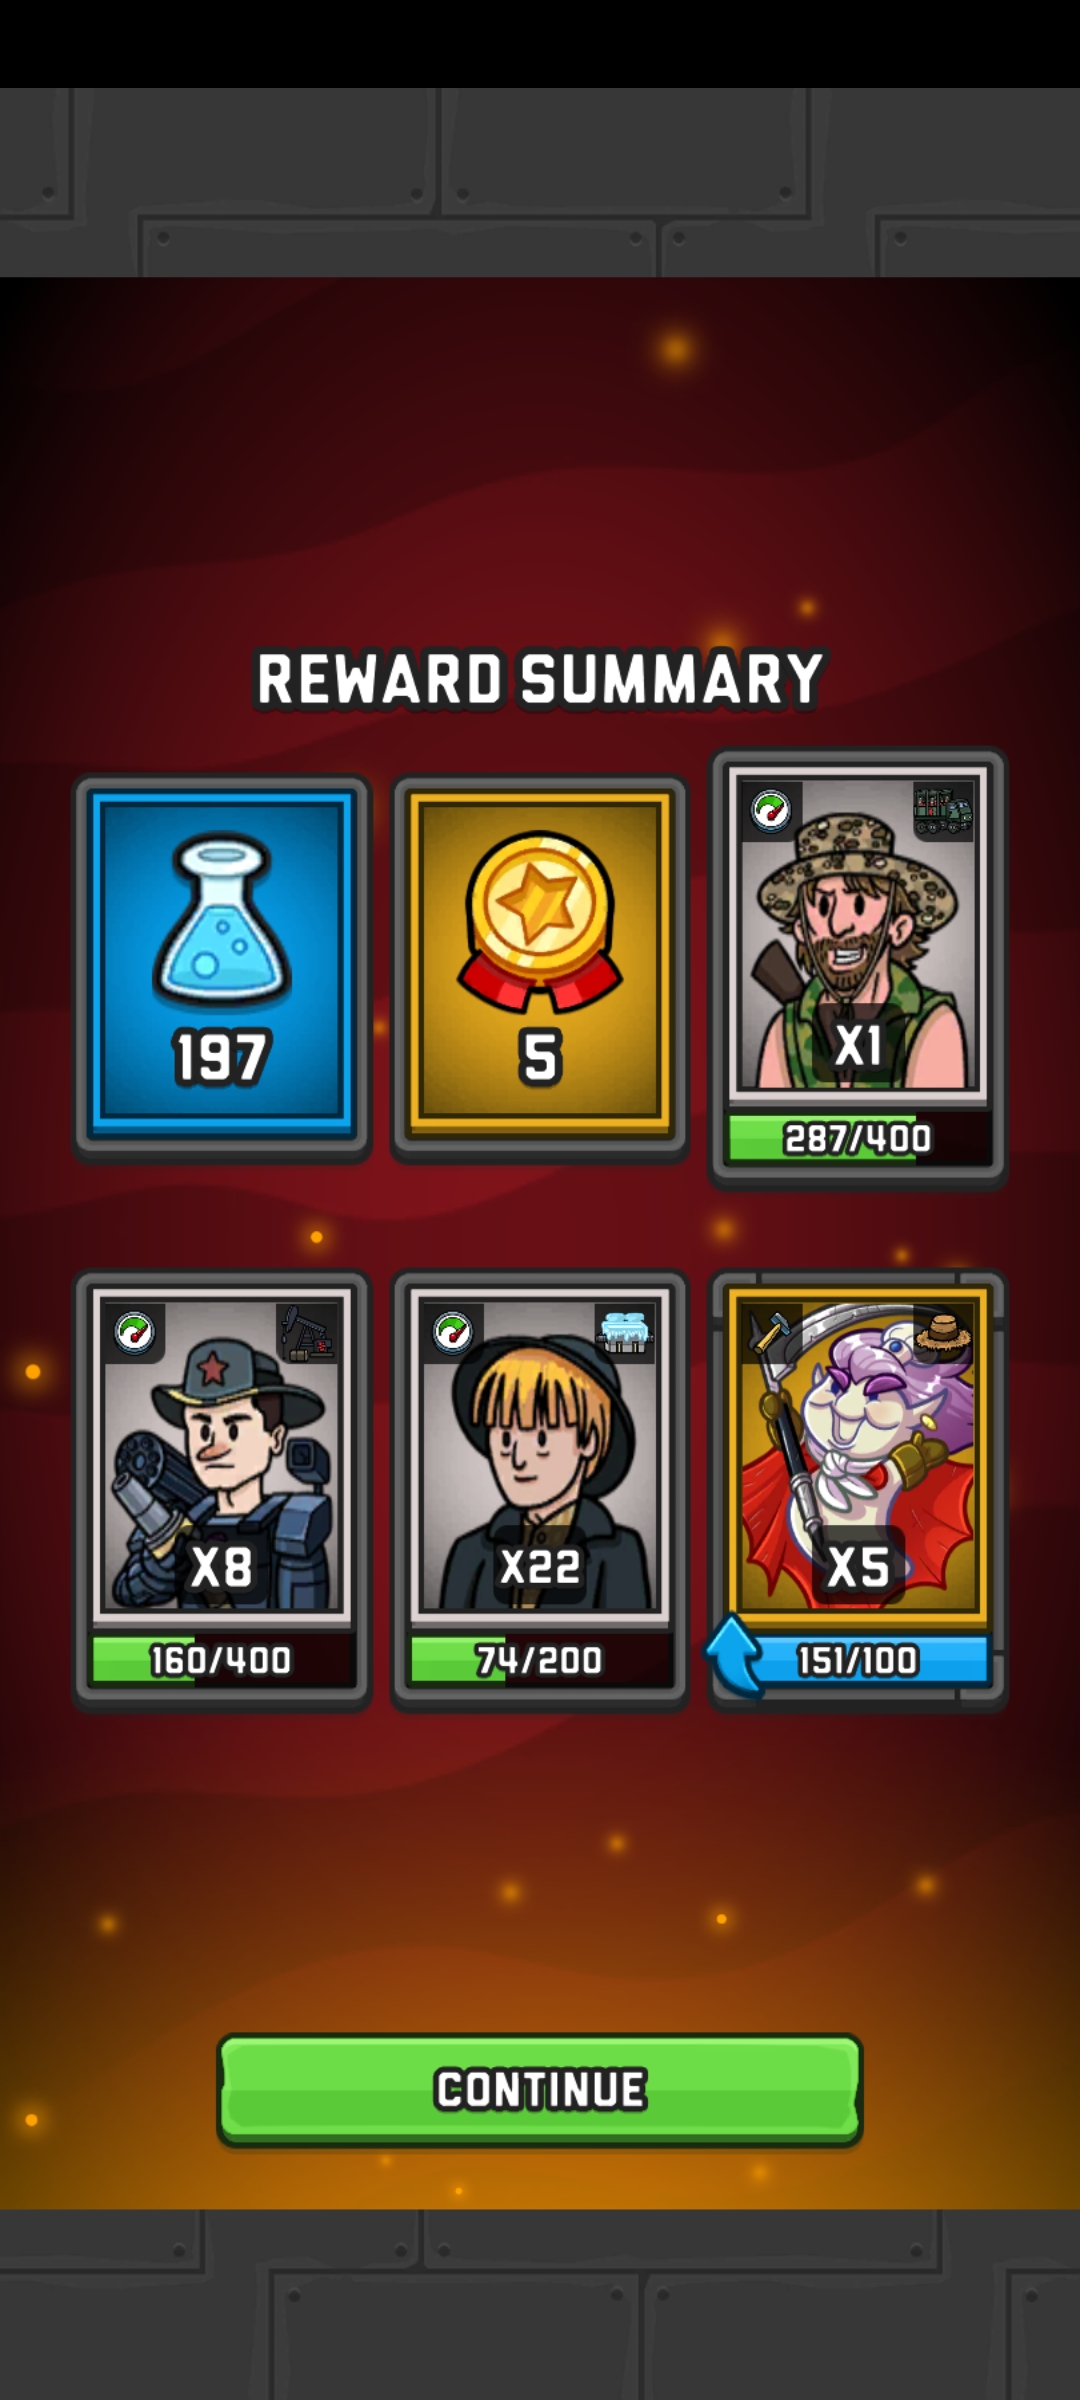 REWARD SUMMARY
197
5
X1
287/400
X8
160/400
X22
74/200
X5
151/100
CONTINUE